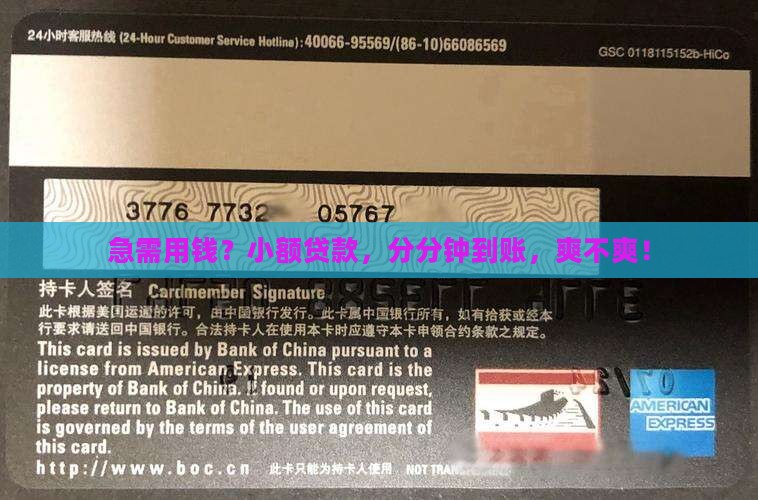 24小时客服热线 (24-Hour Customer Service Hotline):40066-95569/(86-10)66086569
GSC 0118115152b-HiCo
3776 7732 05767
急需用钱?小额贷款,分分钟到账,爽不爽!
持卡人签名 Cardmember Signature
此卡根据美国运通的许可,由中国银行发行。此卡属中国银行所有,如有拾获或经本
行要求请送回中国银行。合法持卡人在使用本卡时应遵守本卡申领合约条款之规定。
This card is issued by Bank of China pursuant to a
license from American Express. This card is the
property of Bank of China. If found or upon request,
please return to Bank of China. The use of this card
is governed by the terms of the user agreement of
this card.
AMERICAN
EXPRESS
http://www.boc.cn 此卡只能为持卡人使用 NOT